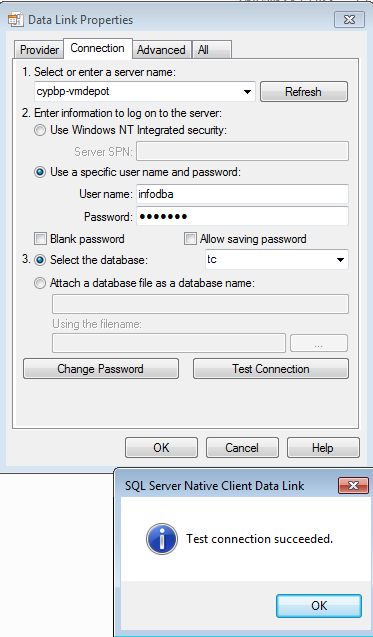 Data Link Properties
Provider Connection Advanced All
1. Select or enter a server name:
cypbp-vmdepot Refresh
2. Enter information to log on to the server:
Use Windows NT Integrated security:
Server SPN:
Use a specific user name and password:
User name: infodba
Password: ●●●●●●●
Blank password Allow saving password
3. Select the database: tc
Attach a database file as a database name:
Using the filename:
...
Change Password Test Connection
OK Cancel Help
SQL Server Native Client Data Link
Test connection succeeded.
OK